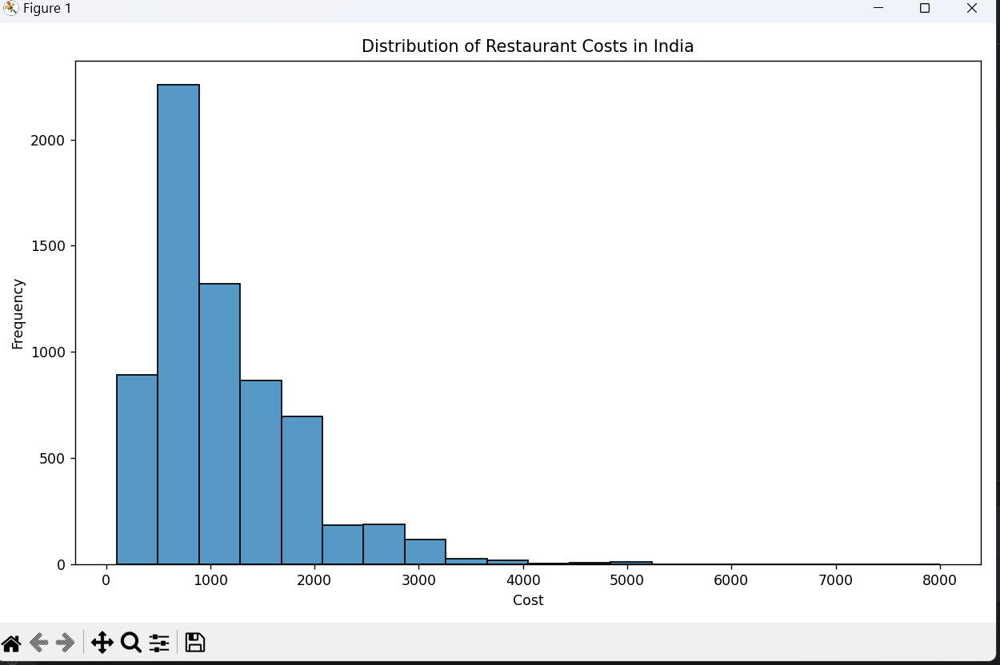 Figure 1
Distribution of Restaurant Costs in India
Frequency
2000
1500
1000
500
0
0 1000 2000 3000 4000 5000 6000 7000 8000
Cost